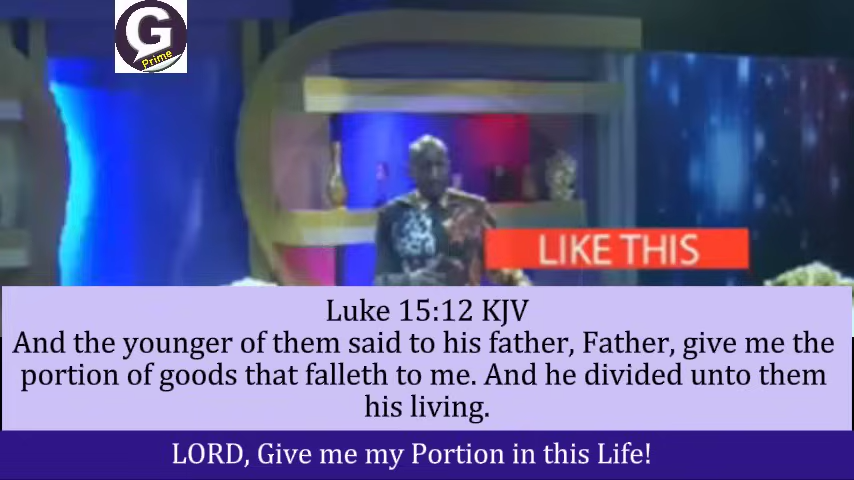 G
Prime
LIKE THIS
Luke 15:12 KJV
And the younger of them said to his father, Father, give me the
portion of goods that falleth to me. And he divided unto them
his living.
LORD, Give me my Portion in this Life!